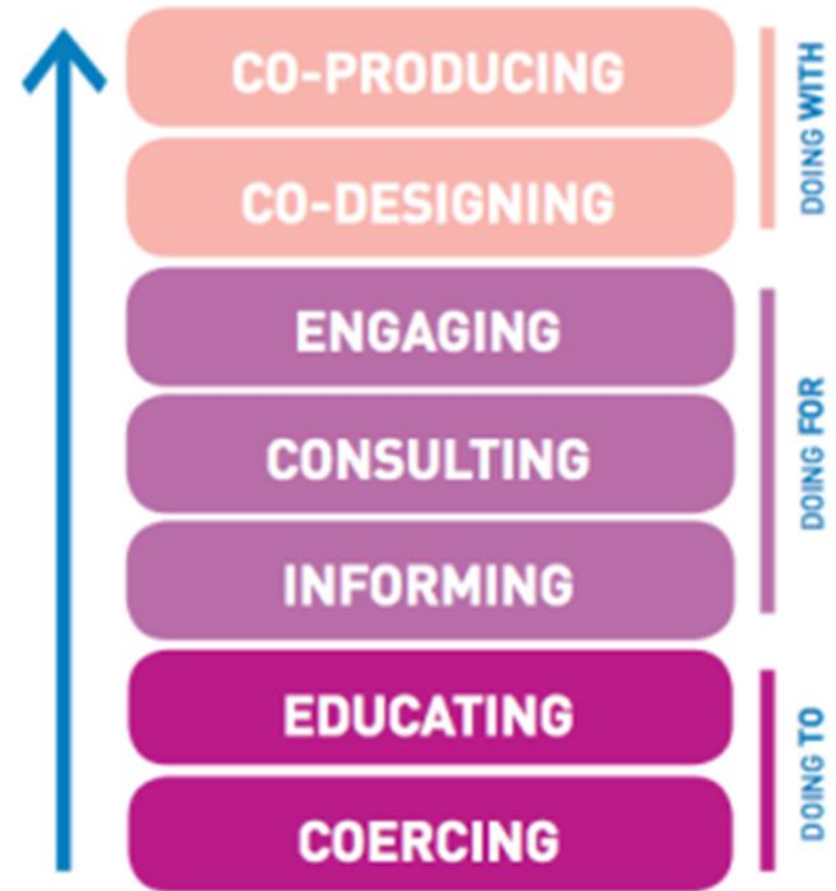 CO-PRODUCING
CO-DESIGNING
DOING WITH
ENGAGING
CONSULTING
INFORMING
DOING FOR
EDUCATING
COERCING
DOING TO